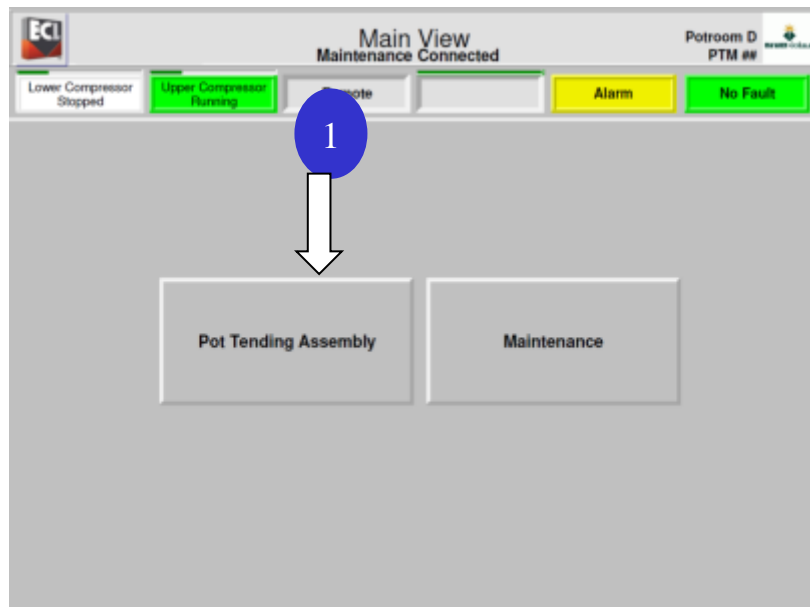 ECL
Main View
Maintenance Connected
Potroom D
PTM ##
Lower Compressor
Stopped
Upper Compressor
Running
Alarm
No Fault
1
Pot Tending Assembly
Maintenance